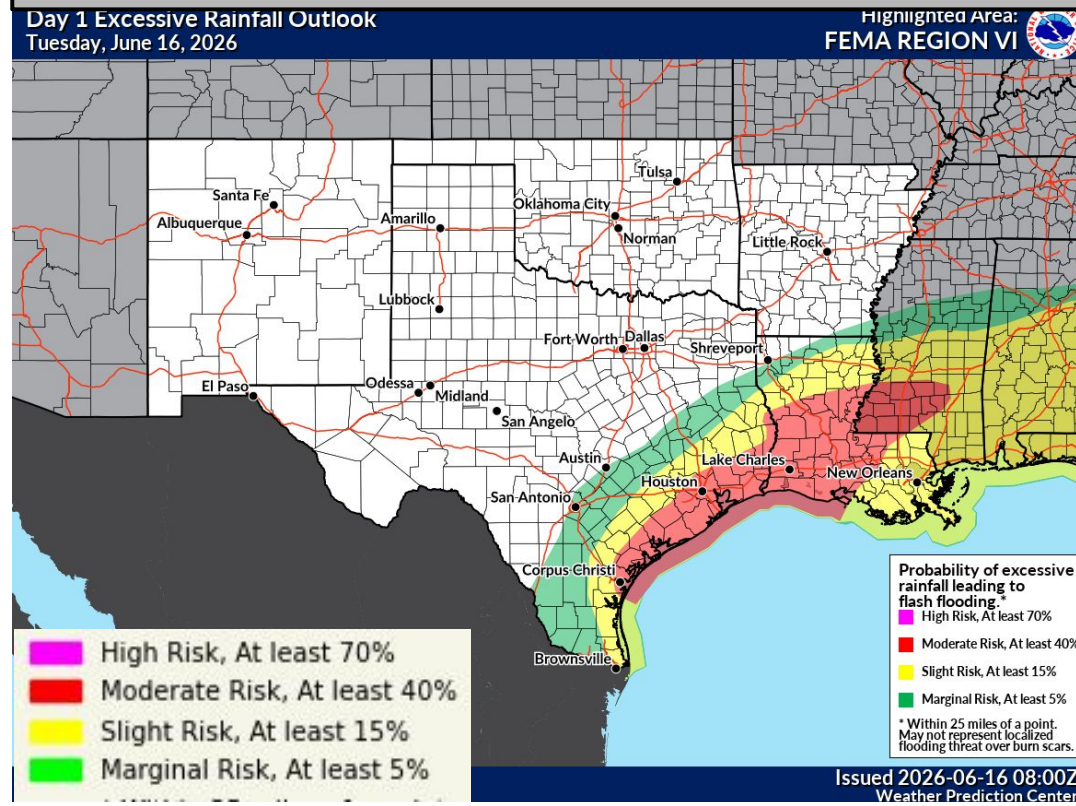 Day 1 Excessive Rainfall Outlook
Tuesday, June 16, 2026
Highlighted Area:
FEMA REGION VI
Tulsa
Santa Fe
Oklahoma City
Albuquerque
Amarillo
Norman
Little Rock
Lubbock
Fort Worth
Dallas
Shreveport
El Paso
Odessa
Midland
San Angelo
Austin
Lake Charles
New Orleans
Houston
San Antonio
Corpus Christi
Brownsville
Probability of excessive
rainfall leading to
flash flooding.*
High Risk, At least 70%
Moderate Risk, At least 40%
Slight Risk, At least 15%
Marginal Risk, At least 5%
* Within 25 miles of a point.
May not represent localized
flooding threat over burn scars.
High Risk, At least 70%
Moderate Risk, At least 40%
Slight Risk, At least 15%
Marginal Risk, At least 5%
Issued 2026-06-16 08:00Z
Weather Prediction Center